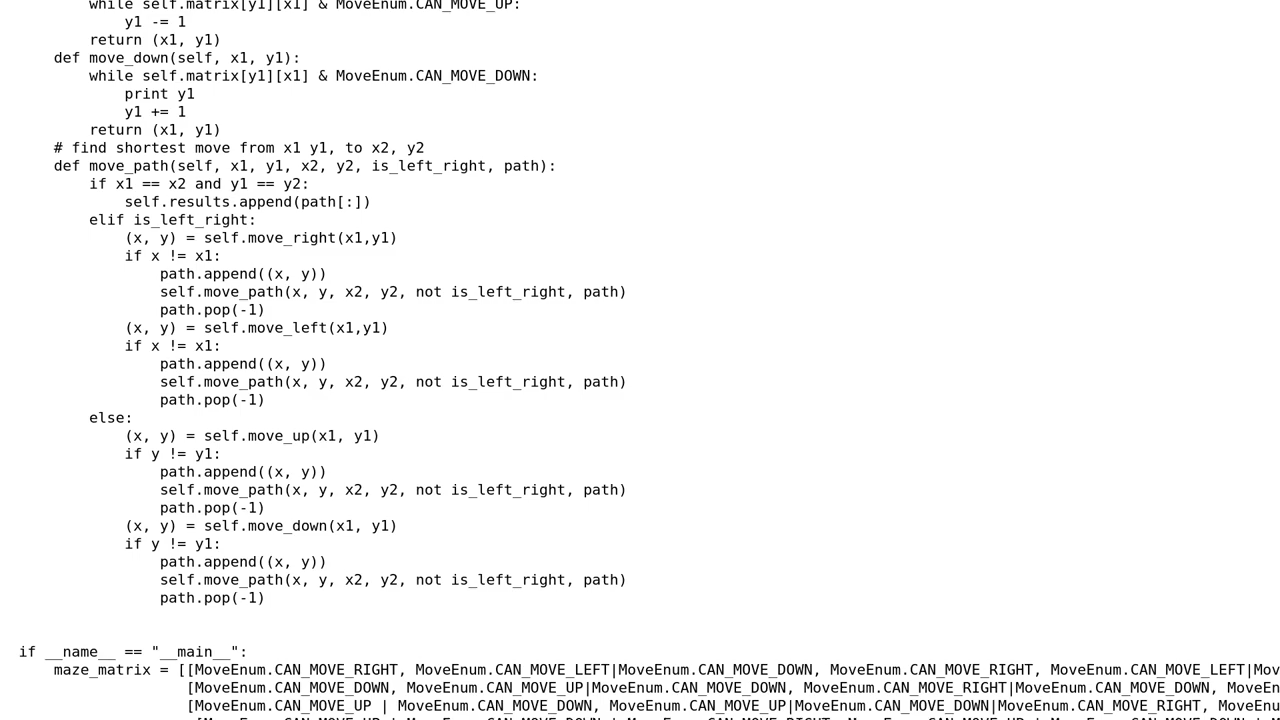 while self.matrix[y1][x1] & MoveEnum.CAN_MOVE_UP:
y1 -= 1
return (x1, y1)
def move_down(self, x1, y1):
while self.matrix[y1][x1] & MoveEnum.CAN_MOVE_DOWN:
print y1
y1 += 1
return (x1, y1)
# find shortest move from x1 y1, to x2, y2
def move_path(self, x1, y1, x2, y2, is_left_right, path):
if x1 == x2 and y1 == y2:
self.results.append(path[:])
elif is_left_right:
(x, y) = self.move_right(x1,y1)
if x != x1:
path.append((x, y))
self.move_path(x, y, x2, y2, not is_left_right, path)
path.pop(-1)
(x, y) = self.move_left(x1,y1)
if x != x1:
path.append((x, y))
self.move_path(x, y, x2, y2, not is_left_right, path)
path.pop(-1)
else:
(x, y) = self.move_up(x1, y1)
if y != y1:
path.append((x, y))
self.move_path(x, y, x2, y2, not is_left_right, path)
path.pop(-1)
(x, y) = self.move_down(x1, y1)
if y != y1:
path.append((x, y))
self.move_path(x, y, x2, y2, not is_left_right, path)
path.pop(-1)
if __name__ == "__main__":
maze_matrix = [[MoveEnum.CAN_MOVE_RIGHT, MoveEnum.CAN_MOVE_LEFT|MoveEnum.CAN_MOVE_DOWN, MoveEnum.CAN_MOVE_RIGHT, MoveEnum.CAN_MOVE_LEFT|Mov
[MoveEnum.CAN_MOVE_DOWN, MoveEnum.CAN_MOVE_UP|MoveEnum.CAN_MOVE_DOWN, MoveEnum.CAN_MOVE_RIGHT|MoveEnum.CAN_MOVE_DOWN, MoveEn
[MoveEnum.CAN_MOVE_UP | MoveEnum.CAN_MOVE_DOWN, MoveEnum.CAN_MOVE_UP|MoveEnum.CAN_MOVE_DOWN|MoveEnum.CAN_MOVE_RIGHT, MoveEnu